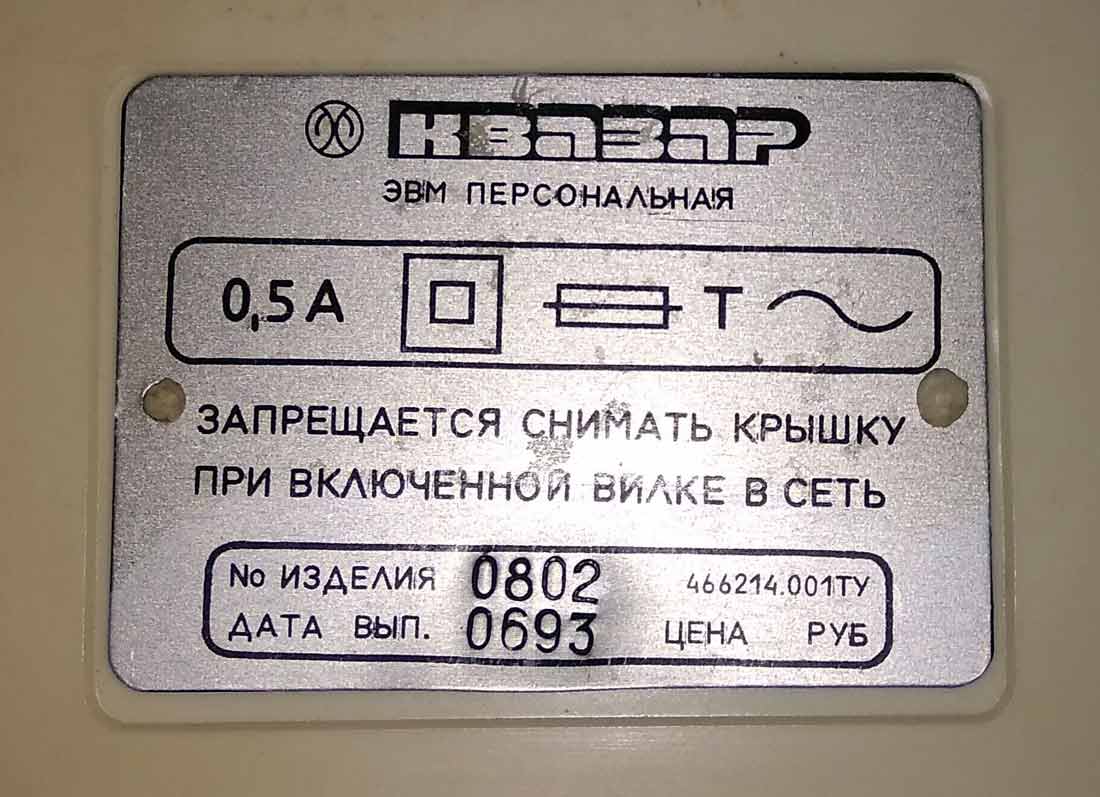 КВАЗАР
ЭВМ ПЕРСОНАЛЬНАЯ
0,5А Т
ЗАПРЕЩАЕТСЯ СНИМАТЬ КРЫШКУ
ПРИ ВКЛЮЧЕННОЙ ВИЛКЕ В СЕТЬ
No ИЗДЕЛИЯ 0802 466214.001ТУ
ДАТА ВЫП. 0693 ЦЕНА РУБ